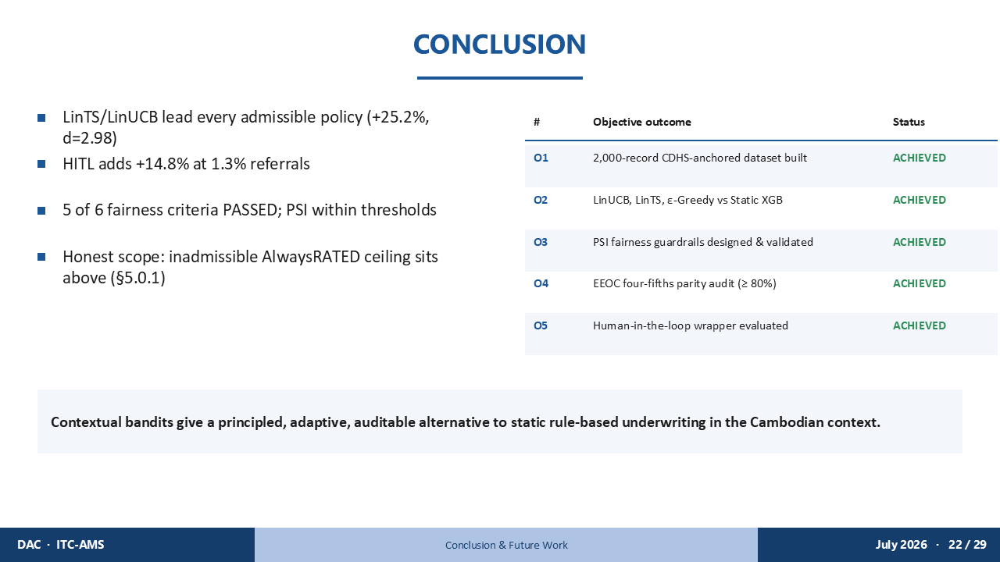 CONCLUSION
LinTS/LinUCB lead every admissible policy (+25.2%,
d=2.98)
HITL adds +14.8% at 1.3% referrals
5 of 6 fairness criteria PASSED; PSI within thresholds
Honest scope: inadmissible AlwaysRATED ceiling sits
above (§5.0.1)
# Objective outcome Status
O1 2,000-record CDHS-anchored dataset built ACHIEVED
O2 LinUCB, LinTS, ε-Greedy vs Static XGB ACHIEVED
O3 PSI fairness guardrails designed & validated ACHIEVED
O4 EEOC four-fifths parity audit (≥ 80%) ACHIEVED
O5 Human-in-the-loop wrapper evaluated ACHIEVED
Contextual bandits give a principled, adaptive, auditable alternative to static rule-based underwriting in the Cambodian context.
DAC · ITC-AMS Conclusion & Future Work July 2026 · 22 / 29